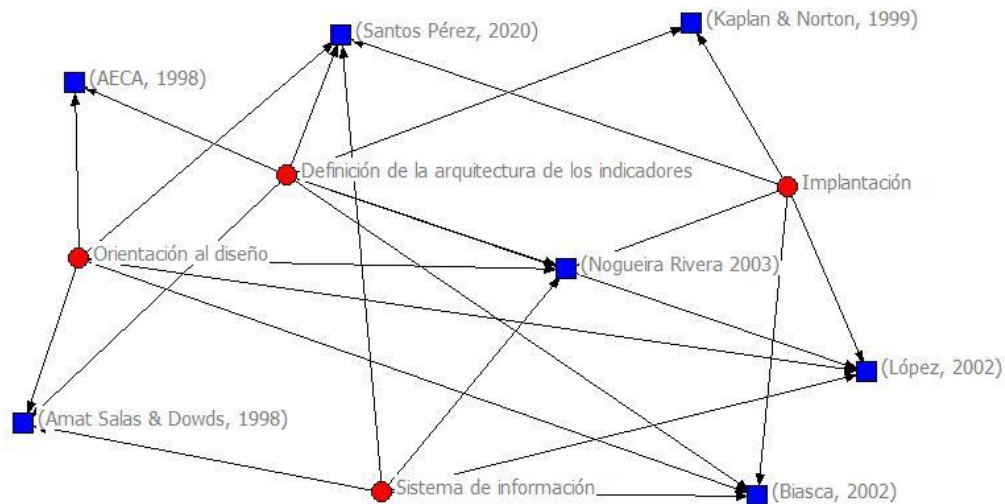 (Kaplan & Norton, 1999)
(Santos Pérez, 2020)
(AECA, 1998)
Definición de la arquitectura de los indicadores
Implantación
Orientación al diseño
(Nogueira Rivera 2003)
(López, 2002)
(Amat Salas & Dowds, 1998)
Sistema de información
(Biasca, 2002)